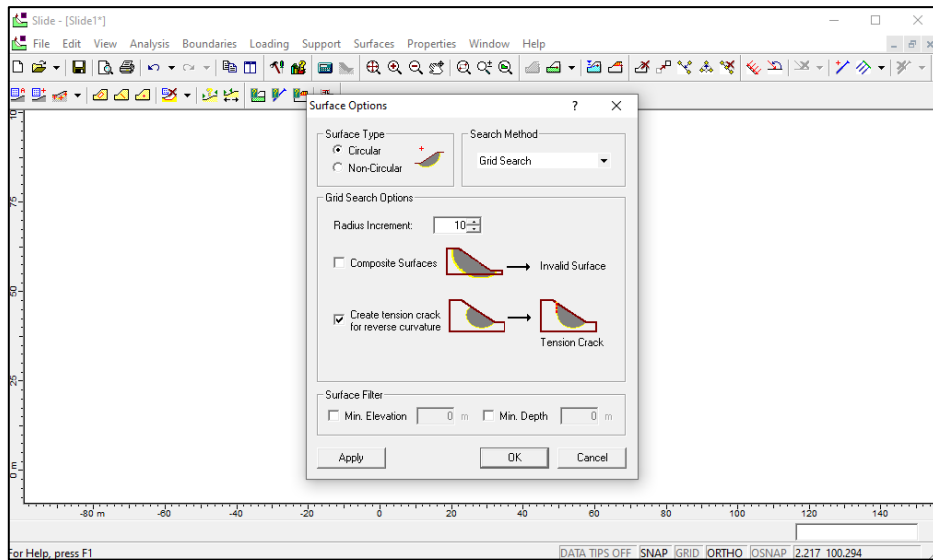 Slide - [Slide1*]
File Edit View Analysis Boundaries Loading Support Surfaces Properties Window Help
Surface Options ? ×
Surface Type
Circular
Non-Circular
Search Method
Grid Search
Grid Search Options
Radius Increment: 10
Composite Surfaces
Invalid Surface
Create tension crack
for reverse curvature
Tension Crack
Surface Filter
Min. Elevation 0 m Min. Depth 0 m
Apply OK Cancel
75
50
25
0 m
-80 m -60 -40 -20 0 20 40 60 80 100 120 140
For Help, press F1 DATA TIPS OFF SNAP GRID ORTHO OSNAP 2.217 100.294